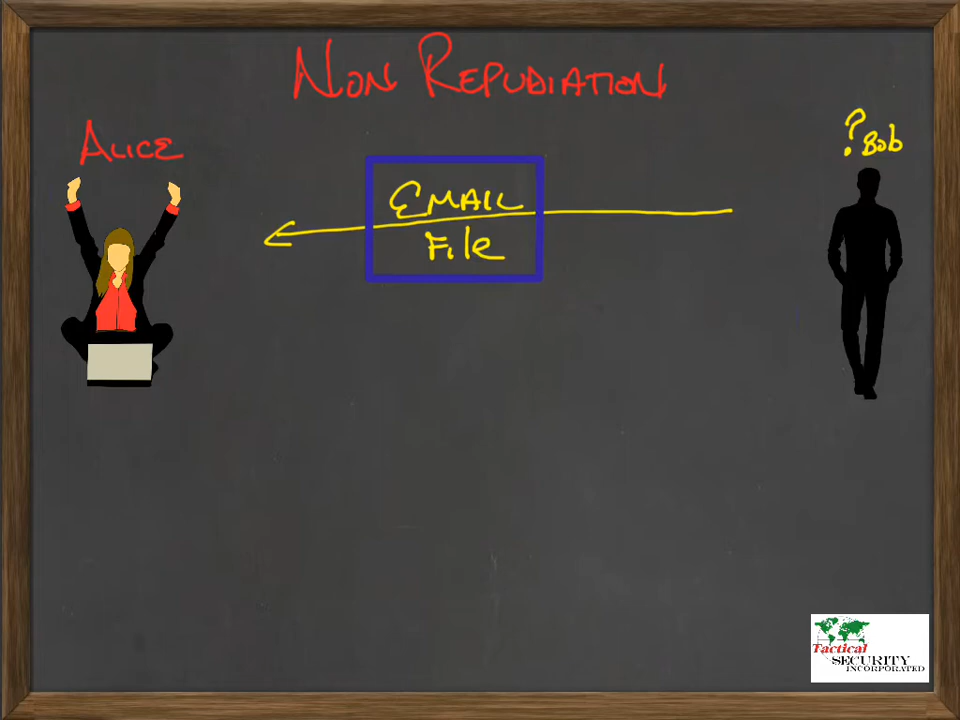 Non Repudiation
Alice
? Bob
Email
File
Tactical
Security
Incorporated